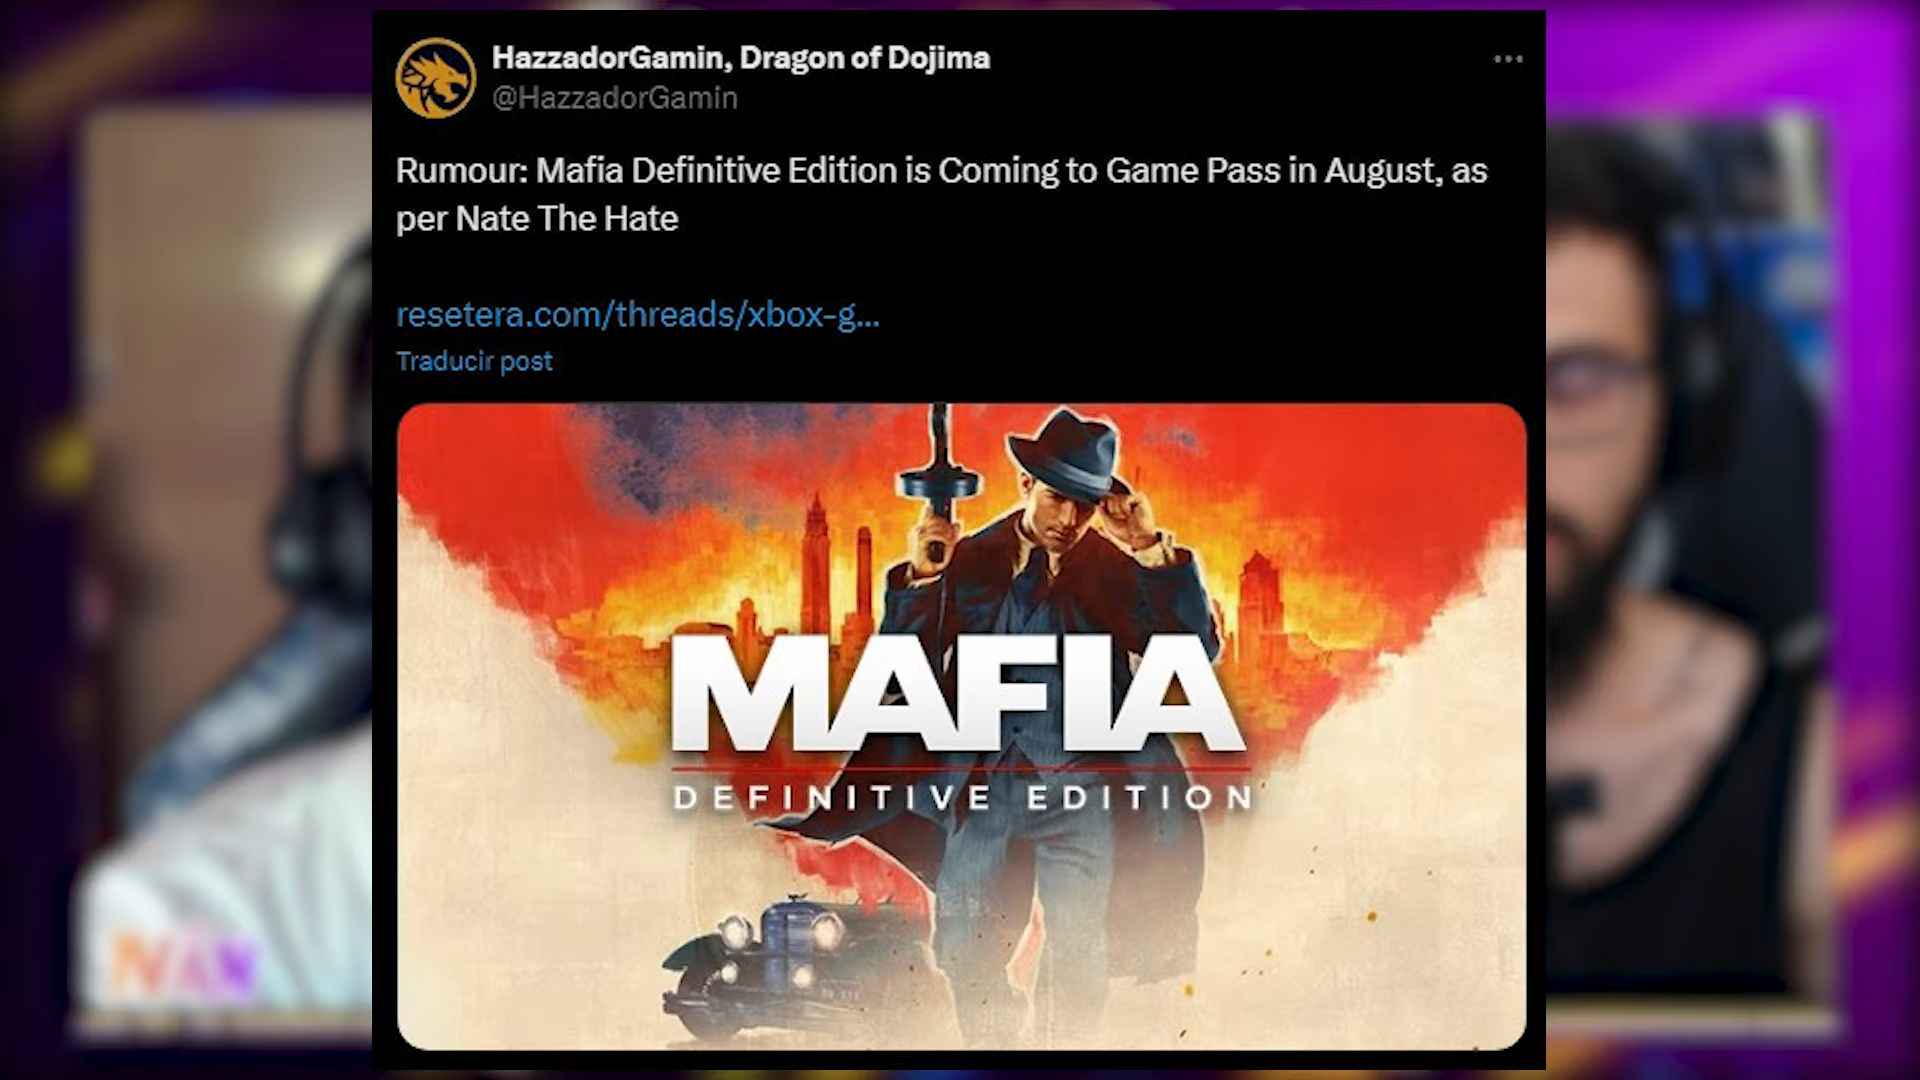 HazzadorGamin, Dragon of Dojima
@HazzadorGamin
Rumour: Mafia Definitive Edition is Coming to Game Pass in August, as
per Nate The Hate
resetera.com/threads/xbox-g...
Traducir post
MAFIA
DEFINITIVE EDITION
IVÁN